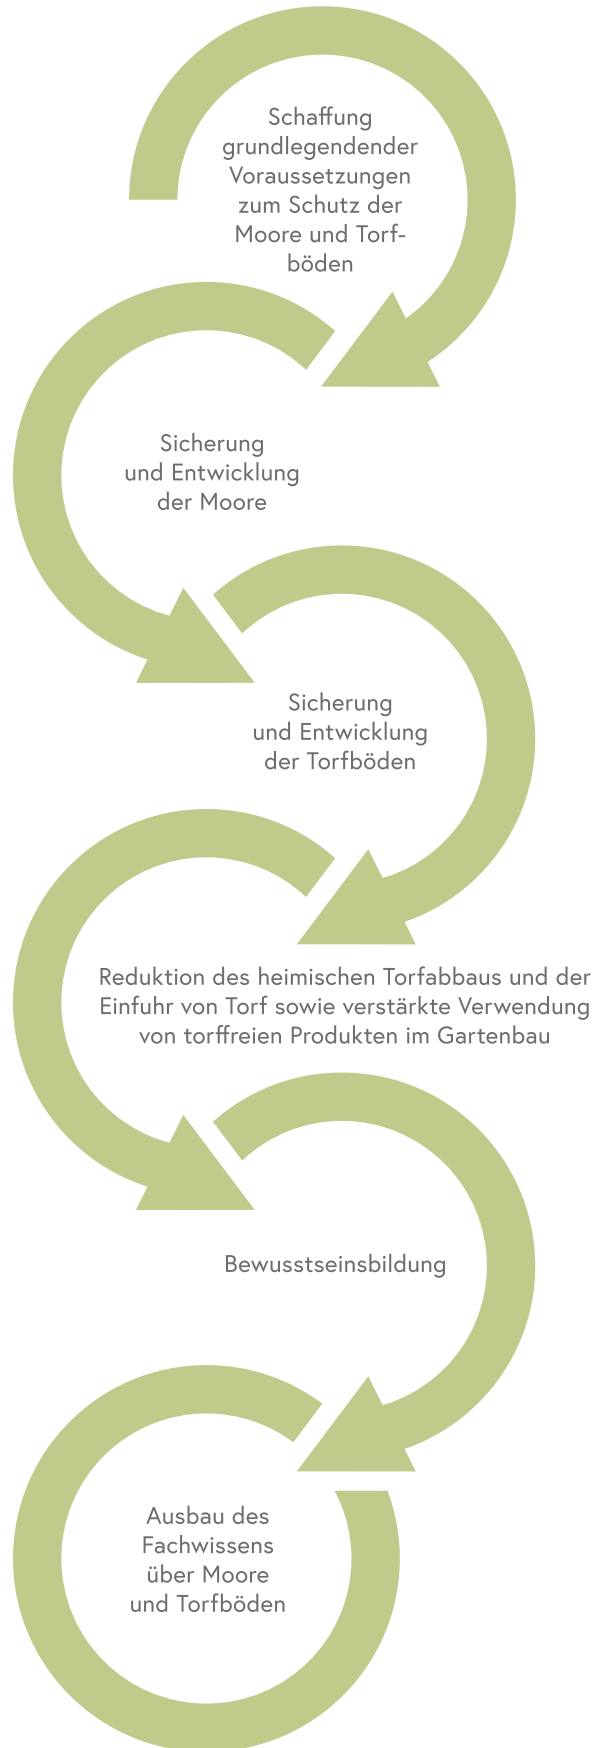 Schaffung
grundlegendender
Voraussetzungen
zum Schutz der
Moore und Torf-
böden
Sicherung
und Entwicklung
der Moore
Sicherung
und Entwicklung
der Torfböden
Reduktion des heimischen Torfabbaus und der
Einfuhr von Torf sowie verstärkte Verwendung
von torffreien Produkten im Gartenbau
Bewusstseinsbildung
Ausbau des
Fachwissens
über Moore
und Torfböden